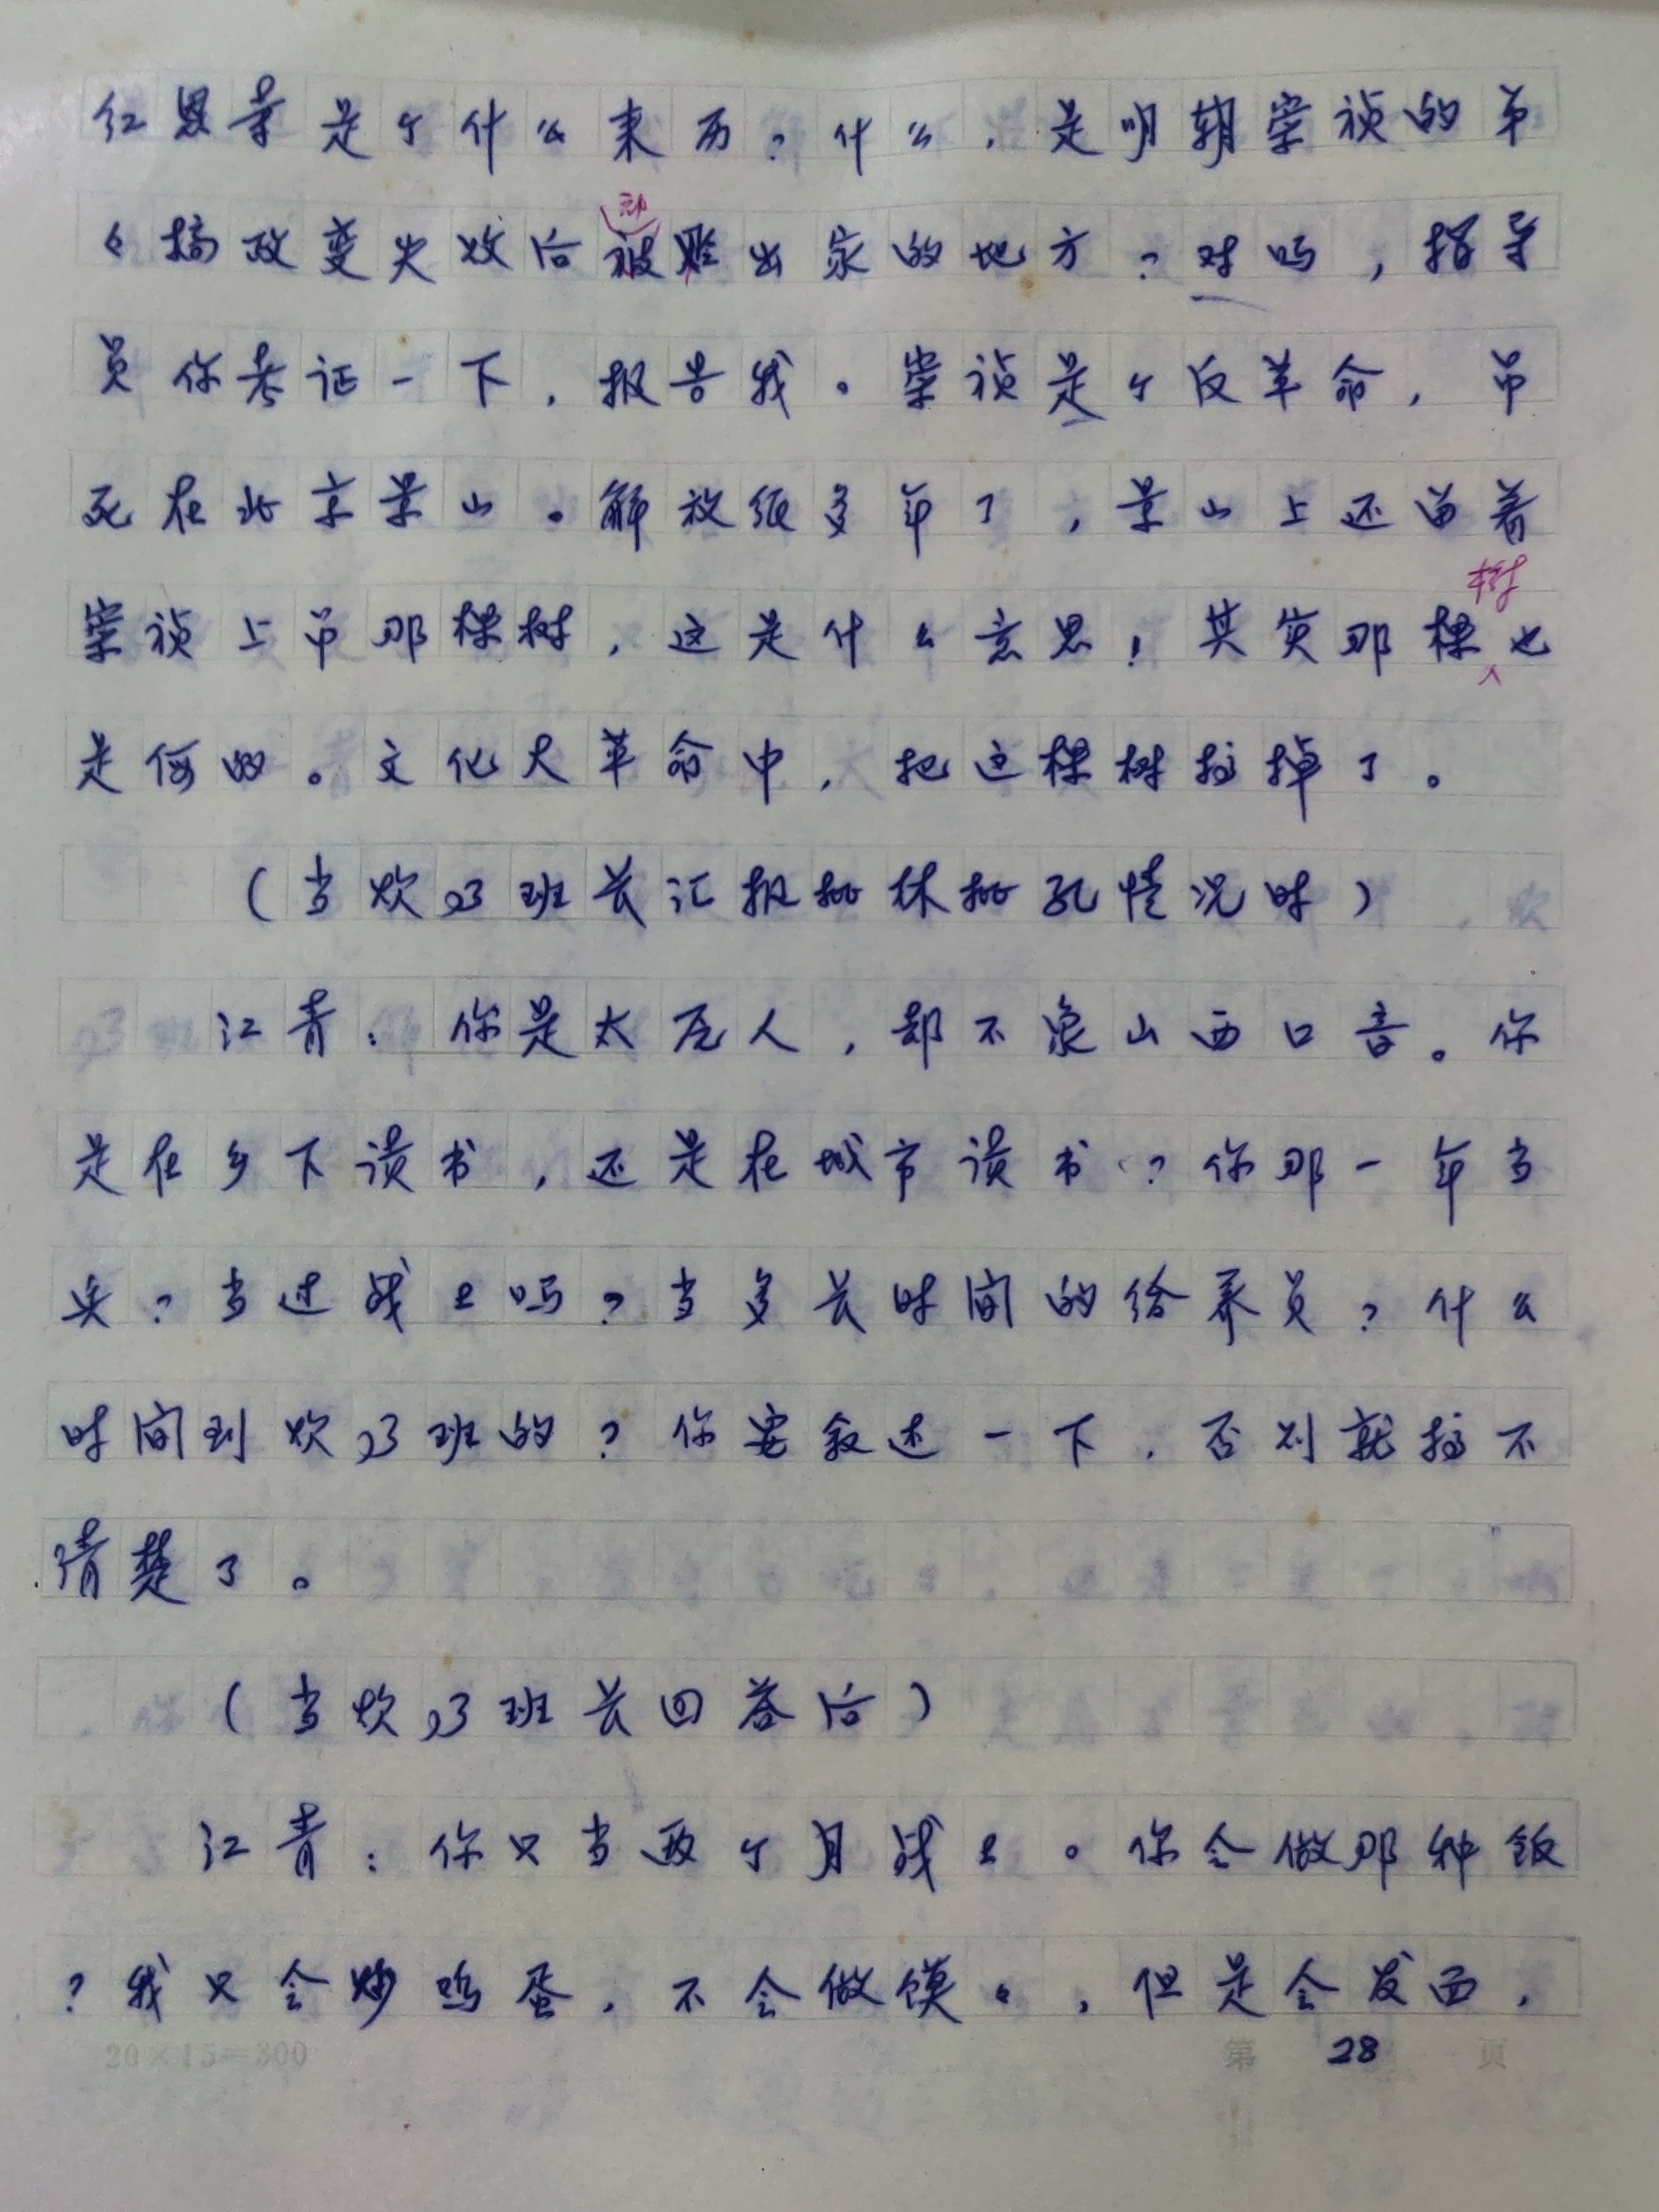 红恩寺是个什么来历?什么,是明朝崇祯的弟
々搞政变失败后被贬出家的地方?对吗,指导
员你考证一下,报告我。崇祯是个反革命,吊
死在北京景山。解放很多年了,景山上还留着
树
崇祯上吊那棵树,这是什么意思!其实那棵也
是假的。文化大革命中,把这棵树搞掉了。
(当炊事班长汇报批林批孔情况时)
江青:你是太原人,却不象山西口音。你
是在乡下读书,还是在城市读书?你那一年当
兵?当过战士吗?当多长时间的给养员?什么
时间到炊事班的?你要叙述一下,否则就搞不
清楚了。
(当炊事班长回答后)
江青:你只当两个月战士。你会做那种饭
?我只会炒鸡蛋,不会做馍々,但是会发面,
20×15=300 第 28 页